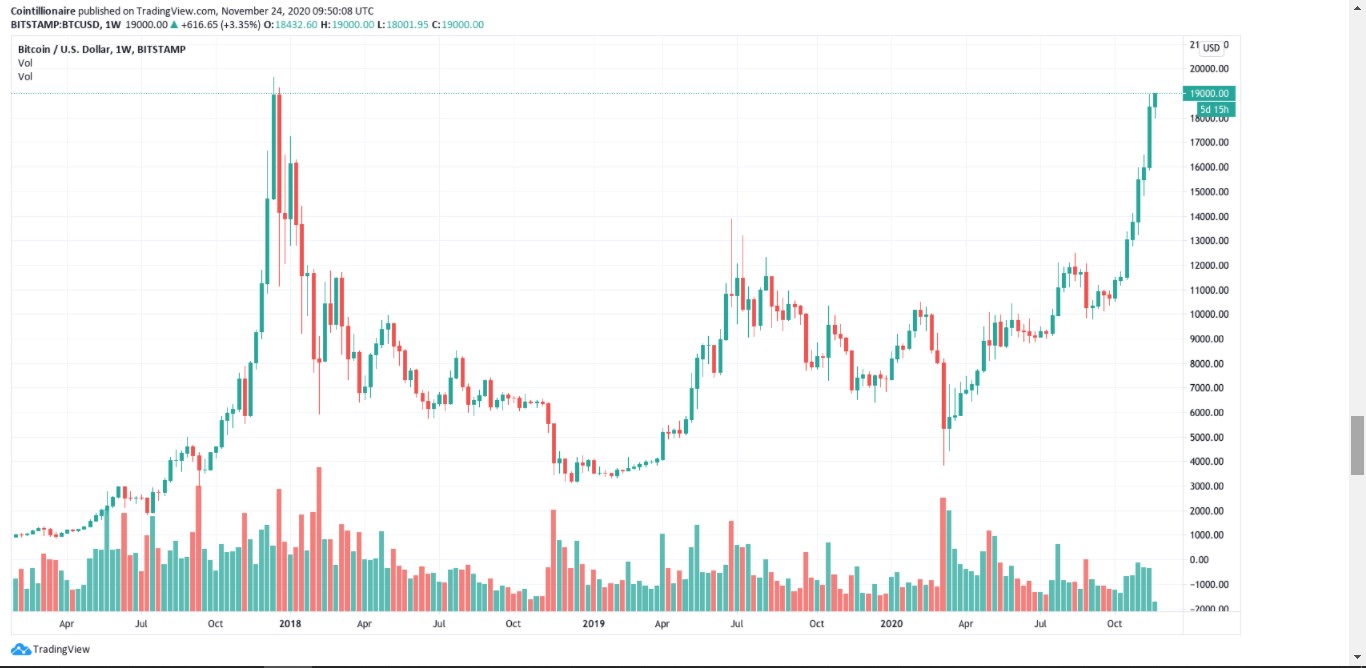 Cointillionaire published on TradingView.com, November 24, 2020 09:50:08 UTC
BITSTAMP:BTCUSD, 1W 19000.00 ▲ +616.65 (+3.35%) O:18432.60 H:19000.00 L:18001.95 C:19000.00
Bitcoin / U.S. Dollar, 1W, BITSTAMP
Vol
Vol
USD
20000.00
19000.00
5d 15h
18000.00
17000.00
16000.00
15000.00
14000.00
13000.00
12000.00
11000.00
10000.00
9000.00
8000.00
7000.00
6000.00
5000.00
4000.00
3000.00
2000.00
1000.00
0.00
−1000.00
−2000.00
Apr Jul Oct 2018 Apr Jul Oct 2019 Apr Jul Oct 2020 Apr Jul Oct
TradingView